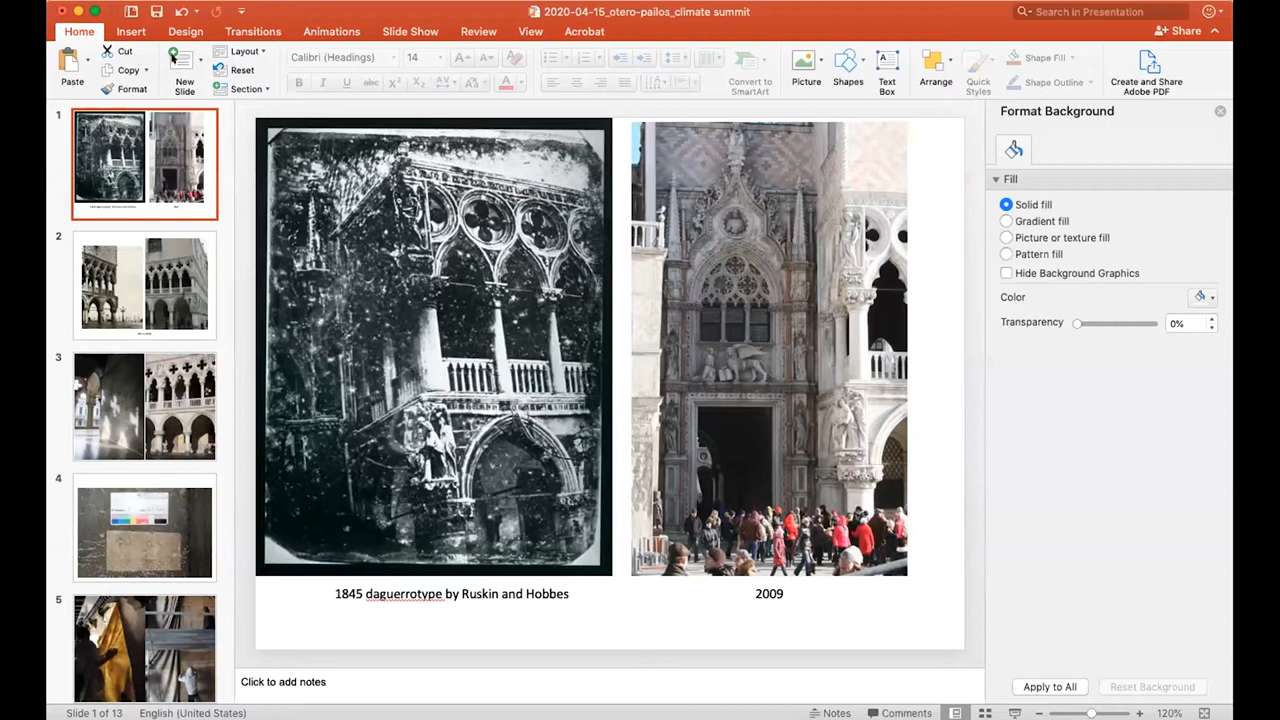 2020-04-15_otero-pailos_climate summit
Search in Presentation
Home Insert Design Transitions Animations Slide Show Review View Acrobat
Share
Paste
Cut
Copy
Format
New Slide
Layout
Reset
Section
Calibri (Headings) 14
Convert to SmartArt
Picture
Shapes
Text Box
Arrange
Quick Styles
Shape Fill
Shape Outline
Create and Share Adobe PDF
1
2
3
4
5
1845 daguerrotype by Ruskin and Hobbes
2009
Click to add notes
Format Background
Fill
Solid fill
Gradient fill
Picture or texture fill
Pattern fill
Hide Background Graphics
Color
Transparency 0%
Apply to All
Reset Background
Slide 1 of 13 English (United States)
Notes Comments 120%